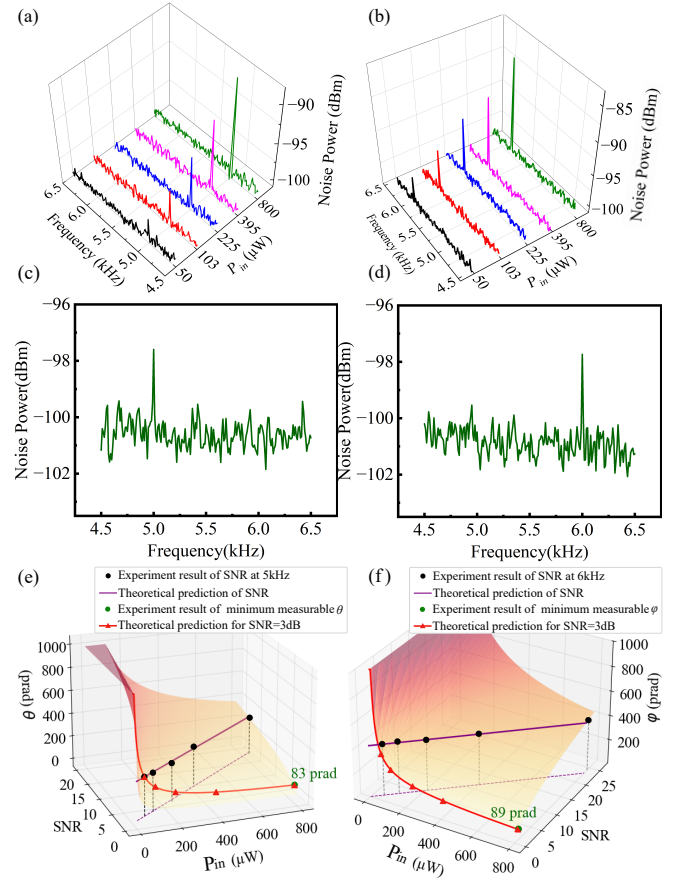 (a)
−90
−95
−100
Noise Power (dBm)
6.5
6.0
5.5
5.0
4.5
Frequency (kHz)
50
103
225
395
800
P in (μW)
(b)
−85
−90
−95
−100
Noise Power (dBm)
6.5
6.0
5.5
5.0
4.5
Frequency (kHz)
50
103
225
395
800
P in (μW)
(c)
−96
−98
−100
−102
Noise Power(dBm)
4.5 5.0 5.5 6.0 6.5
Frequency(kHz)
(d)
−96
−98
−100
−102
Noise Power(dBm)
4.5 5.0 5.5 6.0 6.5
Frequency(kHz)
(e)
Experiment result of SNR at 5kHz
Theoretical prediction of SNR
Experiment result of minimum measurable θ
Theoretical prediction for SNR=3dB
1000
800
600
400
200
0
θ (prad)
20
15
10
5
0
SNR
0 200 400 600 800
Pin (μW)
83 prad
(f)
Experiment result of SNR at 6kHz
Theoretical prediction of SNR
Experiment result of minimum measurable φ
Theoretical prediction for SNR=3dB
1000
800
600
400
200
φ (prad)
25
20
15
10
5
0
SNR
0 200 400 600 800
Pin (μW)
89 prad